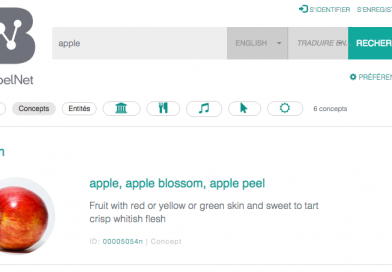 S'IDENTIFIER S'ENREGIST
apple ENGLISH TRADUIRE EN.. RECHER
belNet
PRÉFÉREN
Concepts Entités 6 concepts
n
apple, apple blossom, apple peel
Fruit with red or yellow or green skin and sweet to tart
crisp whitish flesh
ID: 00005054n | Concept